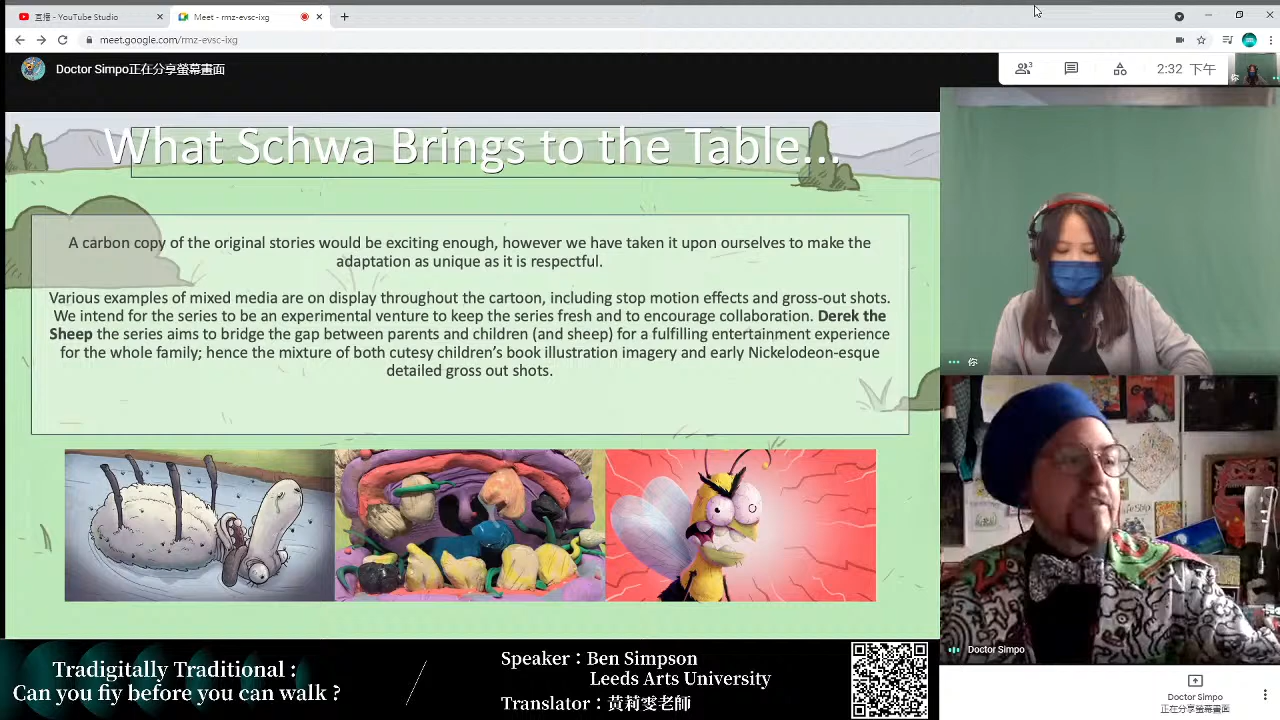 直播 - YouTube Studio
Meet - rmz-evsc-ixg
meet.google.com/rmz-evsc-ixg
Doctor Simpo正在分享螢幕畫面
3
2:32 下午
你
What Schwa Brings to the Table...
A carbon copy of the original stories would be exciting enough, however we have taken it upon ourselves to make the
adaptation as unique as it is respectful.
Various examples of mixed media are on display throughout the cartoon, including stop motion effects and gross-out shots.
We intend for the series to be an experimental venture to keep the series fresh and to encourage collaboration. Derek the
Sheep the series aims to bridge the gap between parents and children (and sheep) for a fulfilling entertainment experience
for the whole family; hence the mixture of both cutesy children's book illustration imagery and early Nickelodeon-esque
detailed gross out shots.
你
Doctor Simpo
Tradigitally Traditional :
Can you fiy before you can walk ?
Speaker：Ben Simpson
Leeds Arts University
Translator：黃莉雯老師
Doctor Simpo
正在分享螢幕畫面